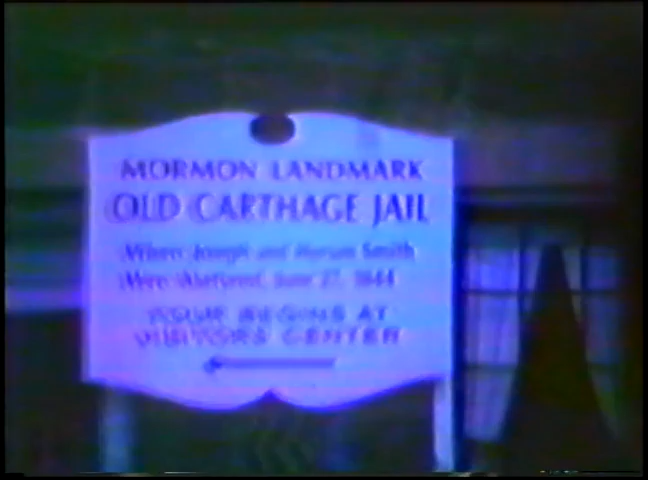 MORMON LANDMARK
OLD CARTHAGE JAIL
Where Joseph and Hyrum Smith
Were Martyred, June 27, 1844
TOUR BEGINS AT
VISITORS CENTER